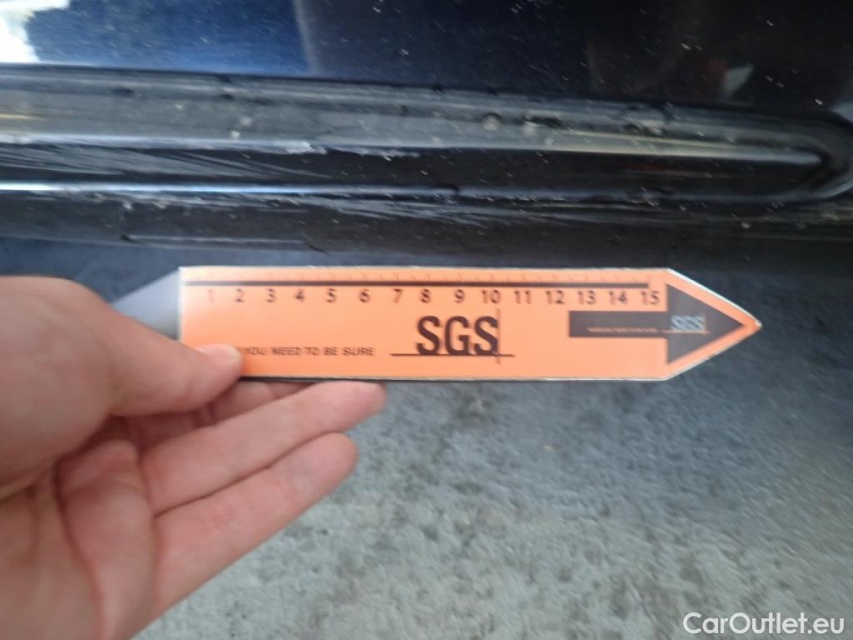 1 2 3 4 5 6 7 8 9 10 11 12 13 14 15
SGS
SGS
YOU NEED TO BE SURE
CarOutlet.eu